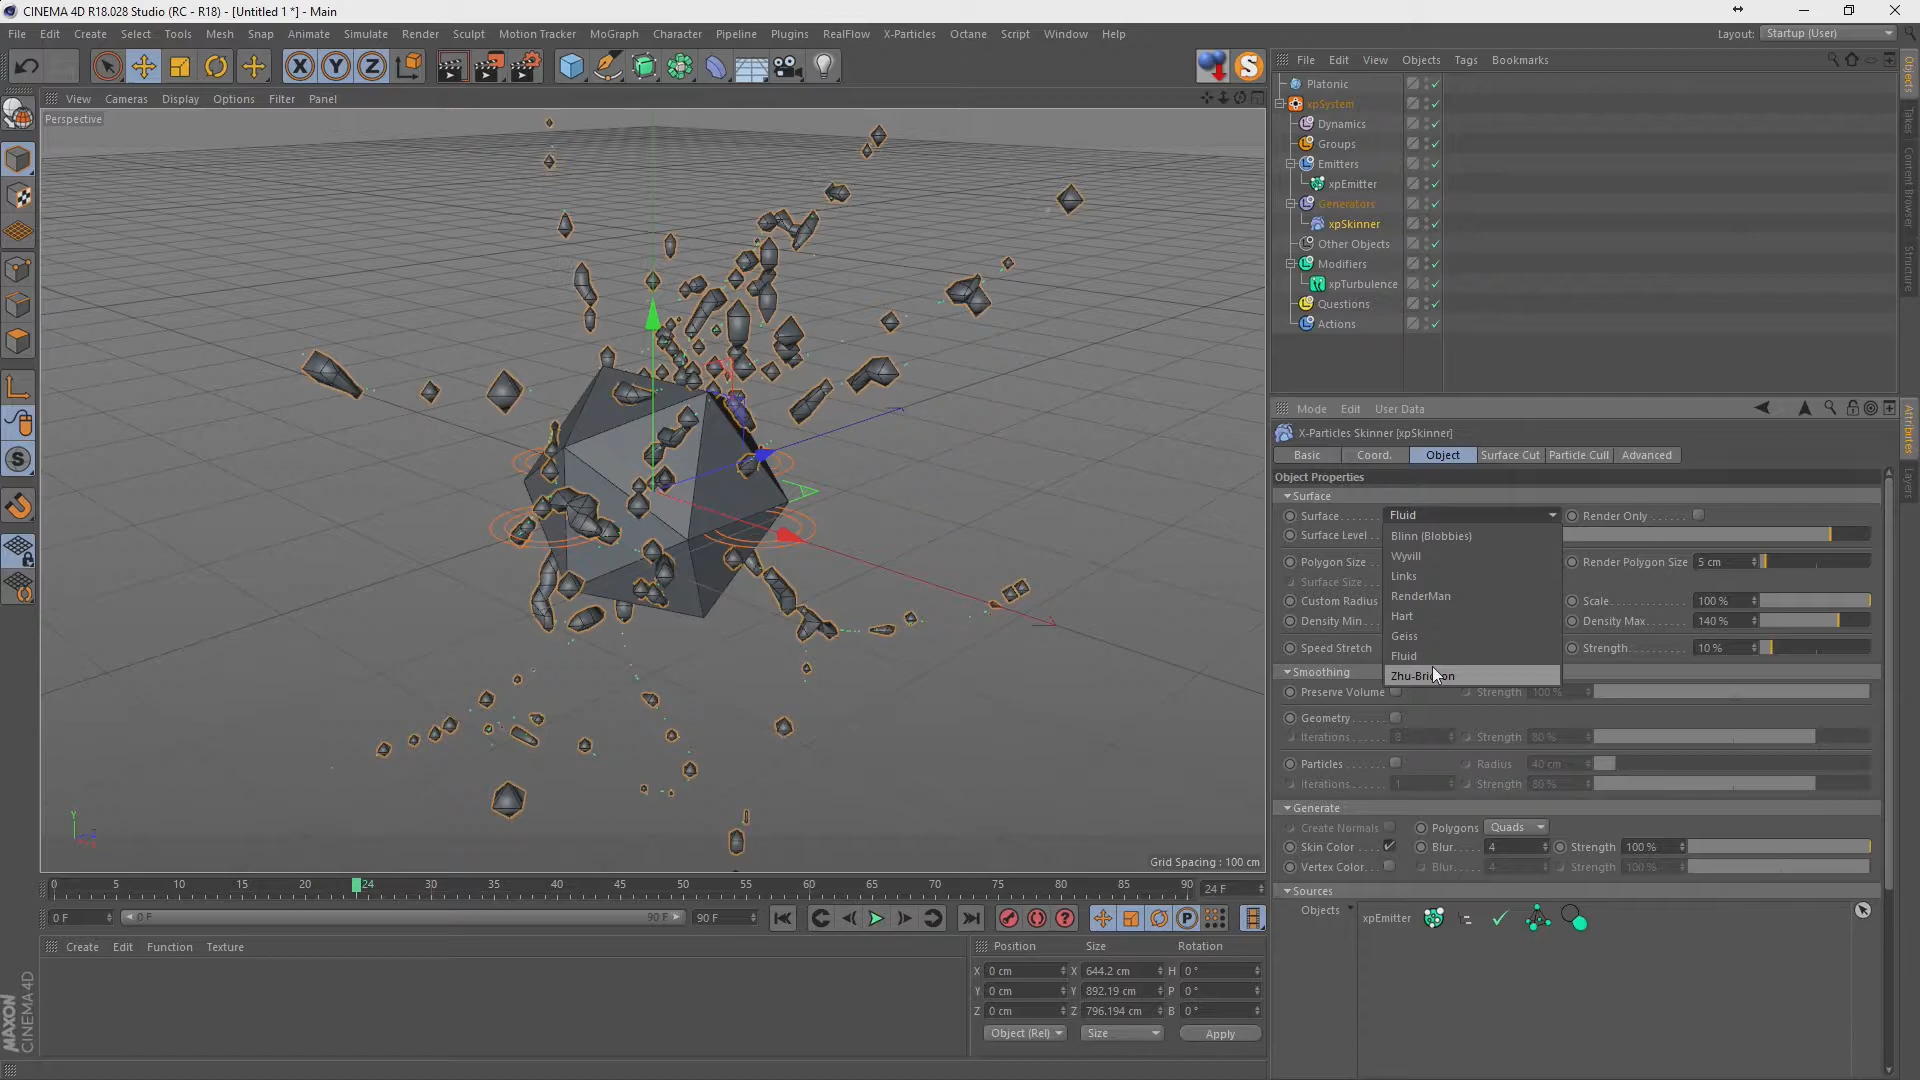 CINEMA 4D R18.028 Studio (RC - R18) - [Untitled 1 *] - Main
File Edit Create Select Tools Mesh Snap Animate Simulate Render Sculpt Motion Tracker MoGraph Character Pipeline Plugins RealFlow X-Particles Octane Script Window Help
Layout: Startup (User)
View Cameras Display Options Filter Panel
Perspective
Grid Spacing : 100 cm
File Edit View Objects Tags Bookmarks
Platonic
xpSystem
Dynamics
Groups
Emitters
xpEmitter
Generators
xpSkinner
Other Objects
Modifiers
xpTurbulence
Questions
Actions
Objects
Takes
Content Browser
Structure
Mode Edit User Data
X-Particles Skinner [xpSkinner]
Basic Coord. Object Surface Cut Particle Cull Advanced
Object Properties
Surface
Surface Fluid Render Only
Blinn (Blobbies)
Wyvill
Links
RenderMan
Hart
Geiss
Fluid
Surface Level
Polygon Size Render Polygon Size 5 cm
Surface Size
Custom Radius Scale 100 %
Density Min Density Max 140 %
Speed Stretch Strength 10 %
Smoothing
Preserve Volume Strength 100 %
Geometry
Iterations 8 Strength 80 %
Particles Radius 40 cm
Iterations 1 Strength 80 %
Generate
Create Normals Polygons Quads
Skin Color Blur 4 Strength 100 %
Vertex Color Blur 4 Strength 100 %
Sources
Objects
xpEmitter
Attributes
Layers
0 5 10 15 20 24 30 35 40 45 50 55 60 65 70 75 80 85 90 24 F
0 F 0 F 90 F 90 F
Create Edit Function Texture
Position Size Rotation
X 0 cm X 644.2 cm H 0 °
Y 0 cm Y 892.19 cm P 0 °
Z 0 cm Z 796.194 cm B 0 °
Object (Rel) Size Apply
MAXON
CINEMA 4D